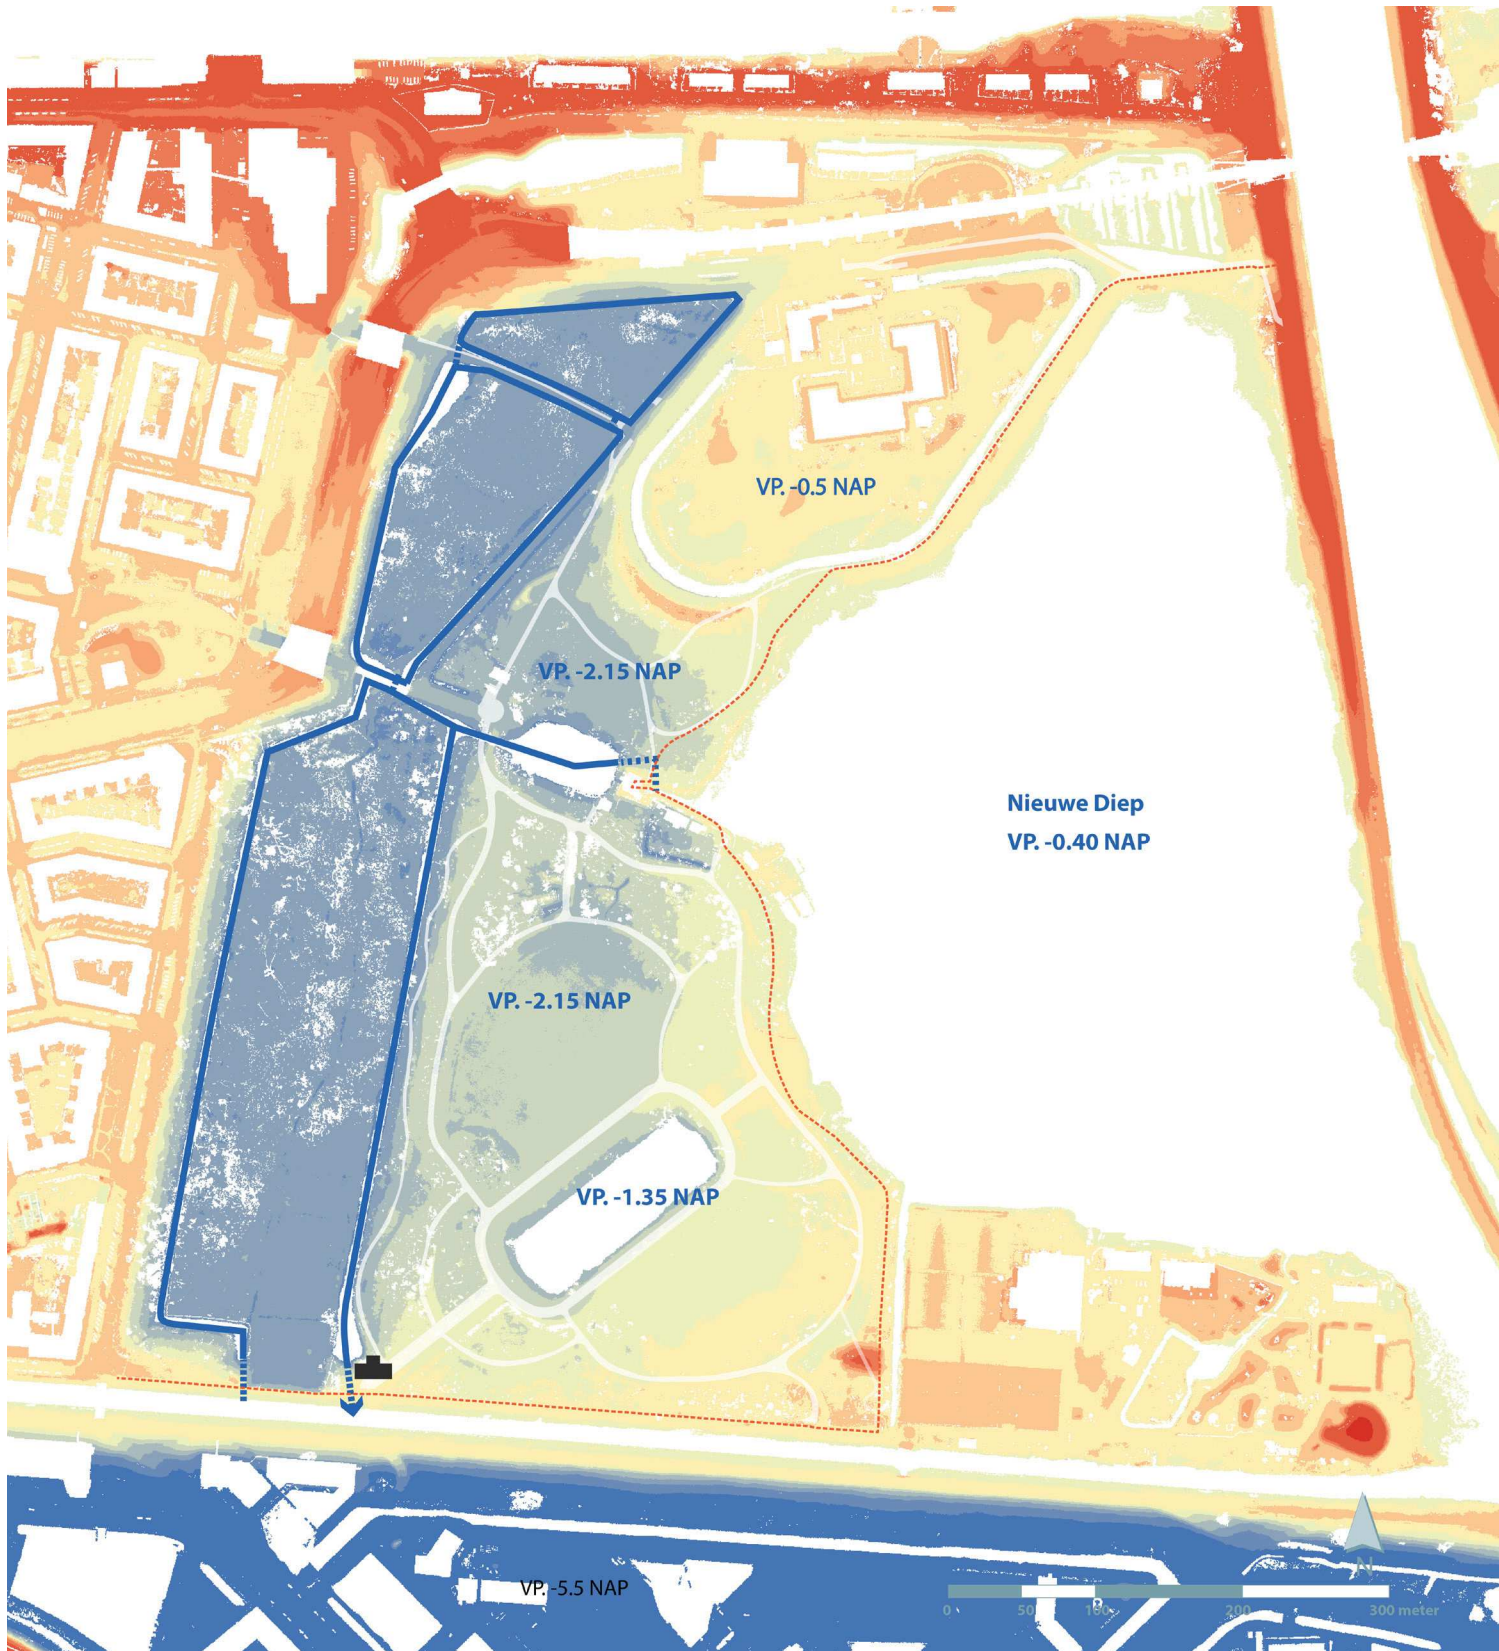 VP. -0.5 NAP
VP. -2.15 NAP
Nieuwe Diep
VP. -0.40 NAP
VP. -2.15 NAP
VP. -1.35 NAP
VP. -5.5 NAP
N
0 50 100 200 300 meter